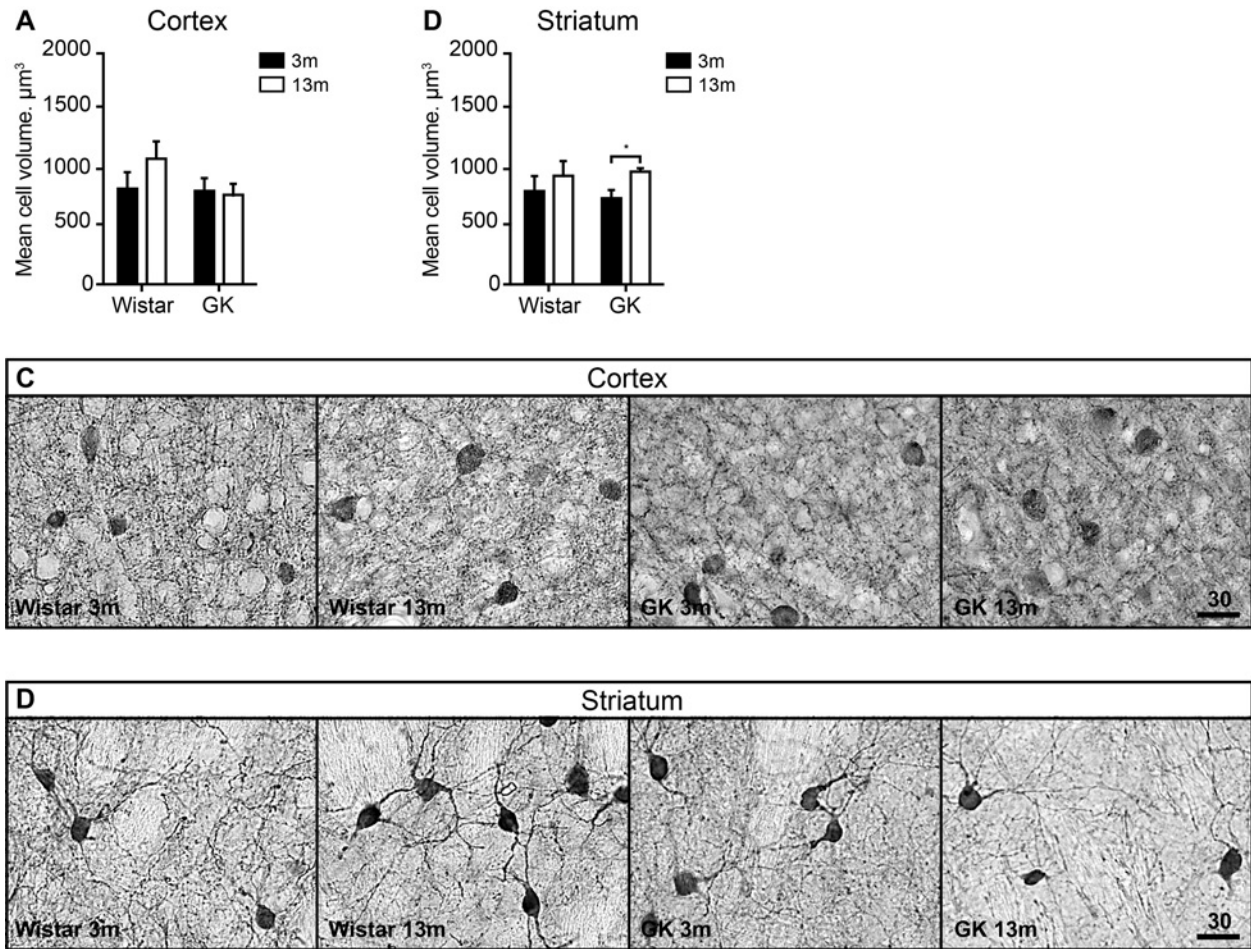 A Cortex
Mean cell volume. µm³
2000
1500
1000
500
0
Wistar GK
3m
13m
D Striatum
Mean cell volume. µm³
2000
1500
1000
500
0
*
Wistar GK
3m
13m
C Cortex
Wistar 3m
Wistar 13m
GK 3m
GK 13m
30
D Striatum
Wistar 3m
Wistar 13m
GK 3m
GK 13m
30